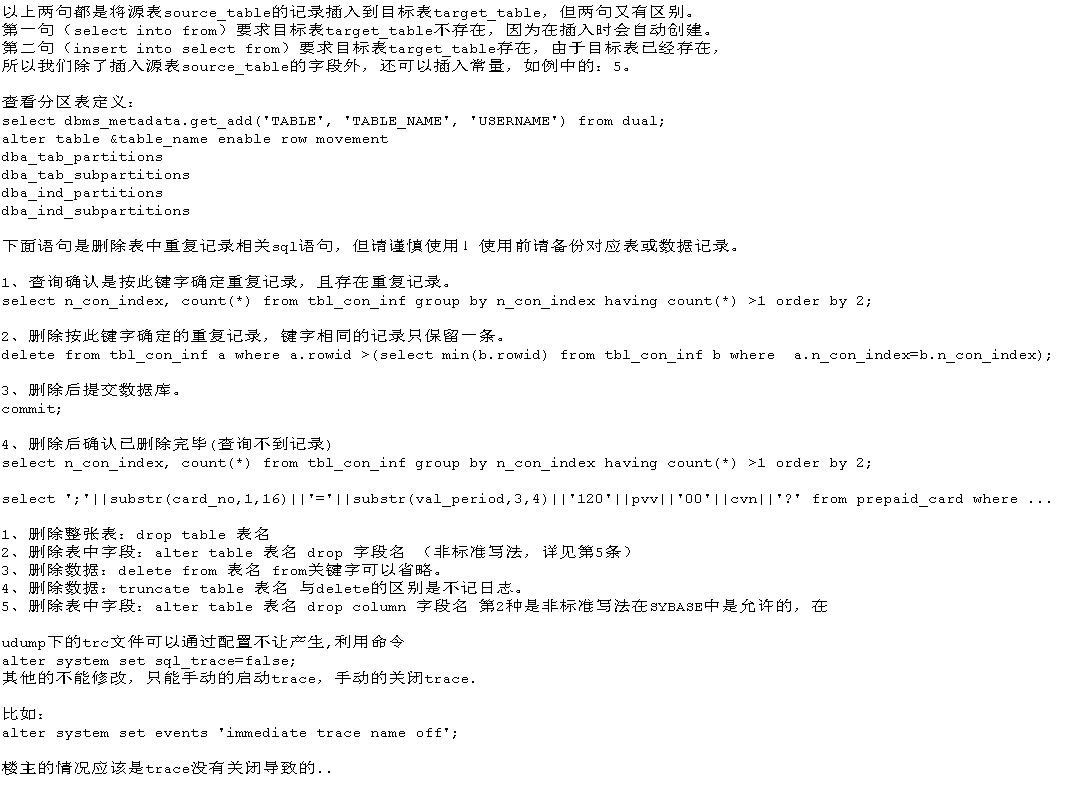 以上两句都是将源表source_table的记录插入到目标表target_table，但两句又有区别。
第一句（select into from）要求目标表target_table不存在，因为在插入时会自动创建。
第二句（insert into select from）要求目标表target_table存在，由于目标表已经存在，
所以我们除了插入源表source_table的字段外，还可以插入常量，如例中的：5。
查看分区表定义：
select dbms_metadata.get_add('TABLE', 'TABLE_NAME', 'USERNAME') from dual;
alter table &table_name enable row movement
dba_tab_partitions
dba_tab_subpartitions
dba_ind_partitions
dba_ind_subpartitions
下面语句是删除表中重复记录相关sql语句，但请谨慎使用！使用前请备份对应表或数据记录。
1、查询确认是按此键字确定重复记录，且存在重复记录。
select n_con_index, count(*) from tbl_con_inf group by n_con_index having count(*) >1 order by 2;
2、删除按此键字确定的重复记录，键字相同的记录只保留一条。
delete from tbl_con_inf a where a.rowid >(select min(b.rowid) from tbl_con_inf b where  a.n_con_index=b.n_con_index);
3、删除后提交数据库。
commit;
4、删除后确认已删除完毕(查询不到记录)
select n_con_index, count(*) from tbl_con_inf group by n_con_index having count(*) >1 order by 2;
select ';'||substr(card_no,1,16)||'='||substr(val_period,3,4)||'120'||pvv||'00'||cvn||'?' from prepaid_card where ...
1、删除整张表：drop table 表名
2、删除表中字段：alter table 表名 drop 字段名 （非标准写法，详见第5条）
3、删除数据：delete from 表名 from关键字可以省略。
4、删除数据：truncate table 表名 与delete的区别是不记日志。
5、删除表中字段：alter table 表名 drop column 字段名 第2种是非标准写法在SYBASE中是允许的，在
udump下的trc文件可以通过配置不让产生,利用命令
alter system set sql_trace=false;
其他的不能修改，只能手动的启动trace，手动的关闭trace.
比如：
alter system set events 'immediate trace name off';
楼主的情况应该是trace没有关闭导致的..